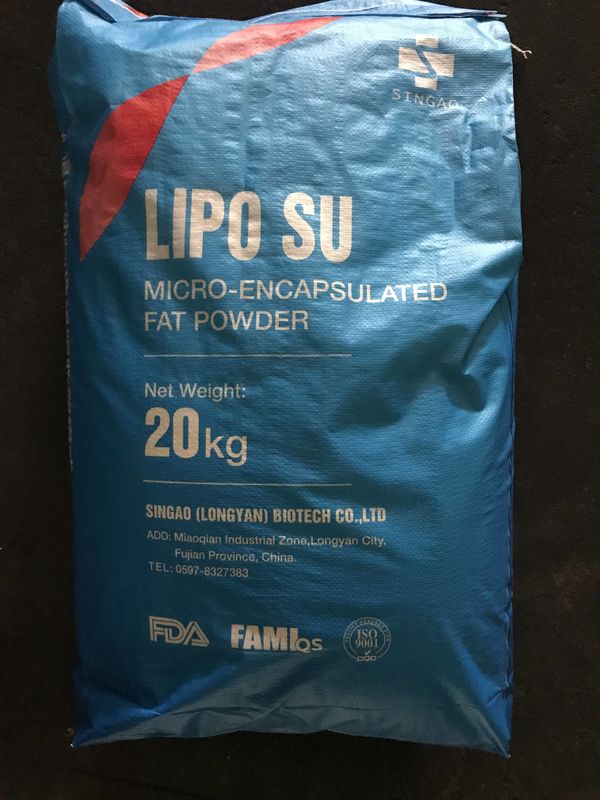 SINGAO
LIPO SU
MICRO-ENCAPSULATED
FAT POWDER
Net Weight:
20kg
SINGAO (LONGYAN) BIOTECH CO.,LTD
ADD: Miaoqian Industrial Zone,Longyan City,
Fujian Province, China.
TEL: 0597-8327383
FDA FAMIQS ISO
9001